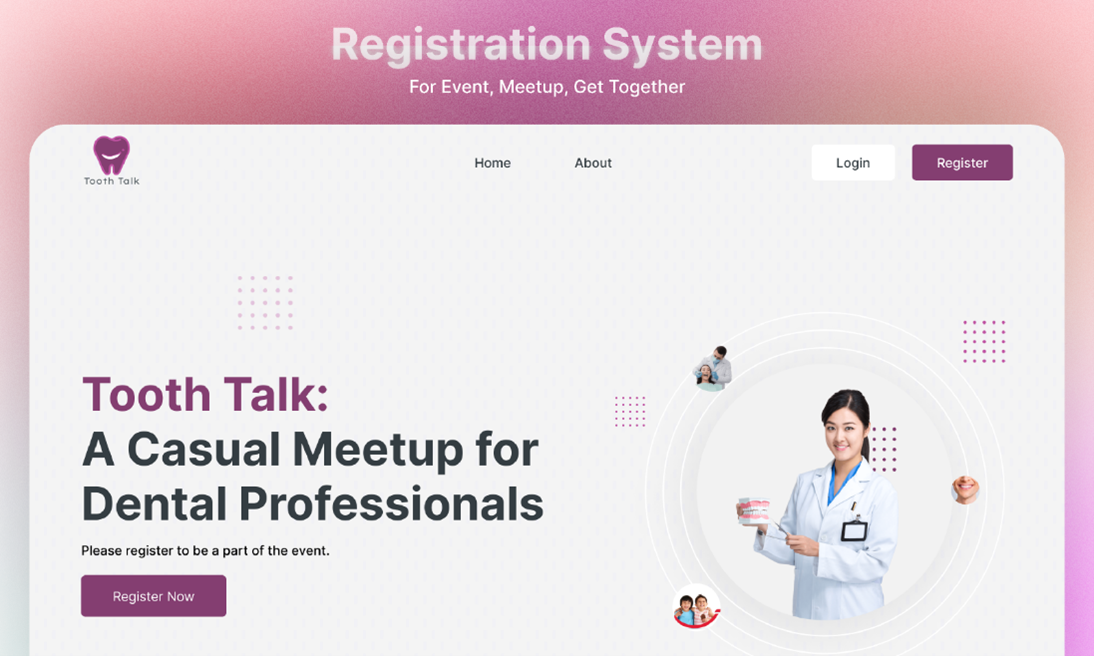 Registration System
For Event, Meetup, Get Together
Tooth Talk
Home
About
Login
Register
Tooth Talk:
A Casual Meetup for
Dental Professionals
Please register to be a part of the event.
Register Now